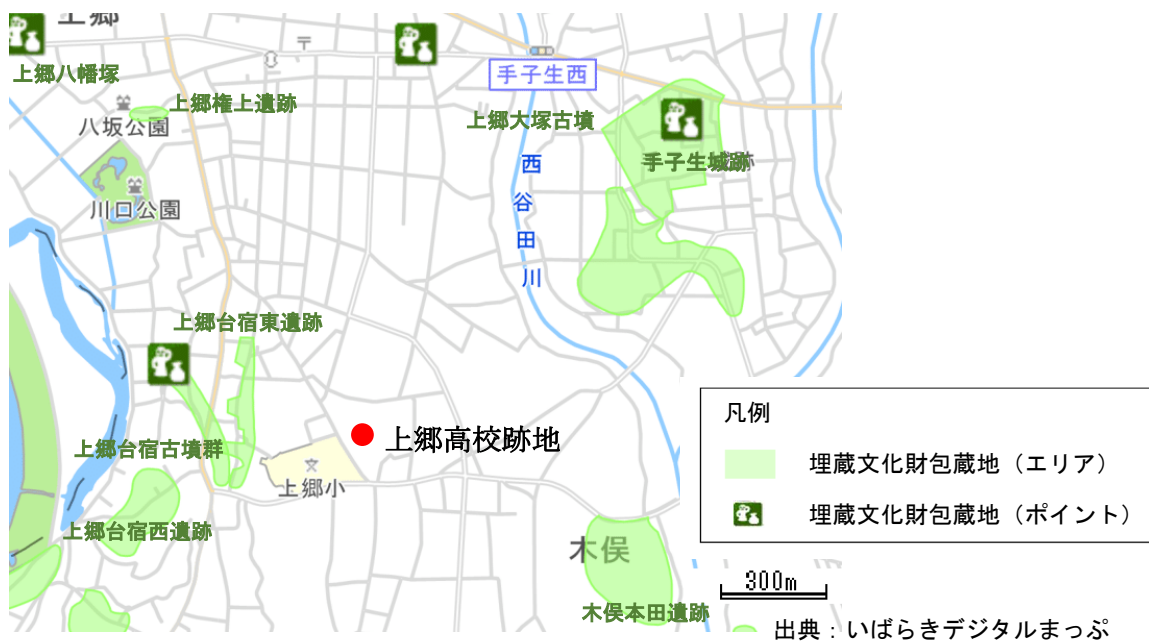 上郷
手子生西
上郷八幡塚
上郷権上遺跡
八坂公園
上郷大塚古墳
手子生城跡
西谷田川
川口公園
上郷台宿東遺跡
上郷高校跡地
上郷台宿古墳群
上郷小
上郷台宿西遺跡
木俣
木俣本田遺跡
凡例
埋蔵文化財包蔵地（エリア）
埋蔵文化財包蔵地（ポイント）
300m
出典：いばらきデジタルまっぷ